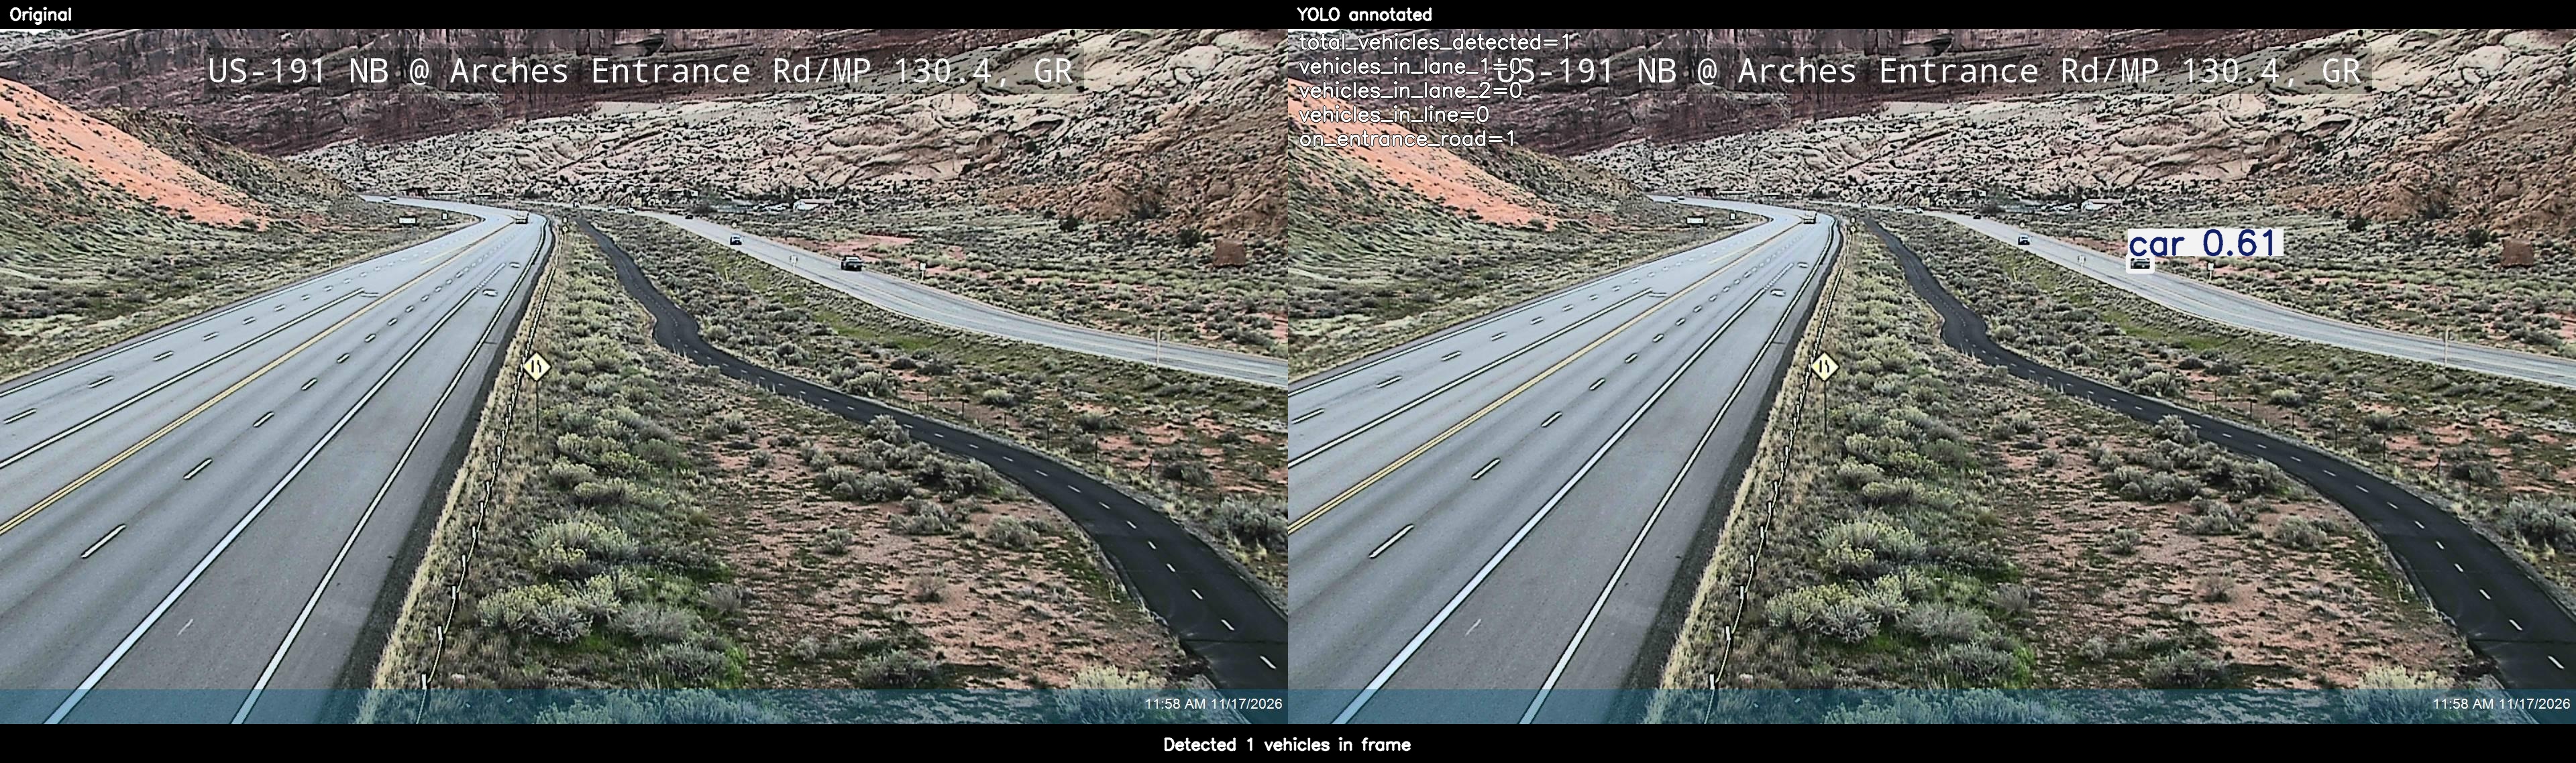 Original
US-191 NB @ Arches Entrance Rd/MP 130.4, GR
11:58 AM 11/17/2026
YOLO annotated
total_vehicles_detected=1
vehicles_in_lane_1=0
US-191 NB @ Arches Entrance Rd/MP 130.4, GR
vehicles_in_lane_2=0
vehicles_in_line=0
on_entrance_road=1
car 0.61
11:58 AM 11/17/2026
Detected 1 vehicles in frame